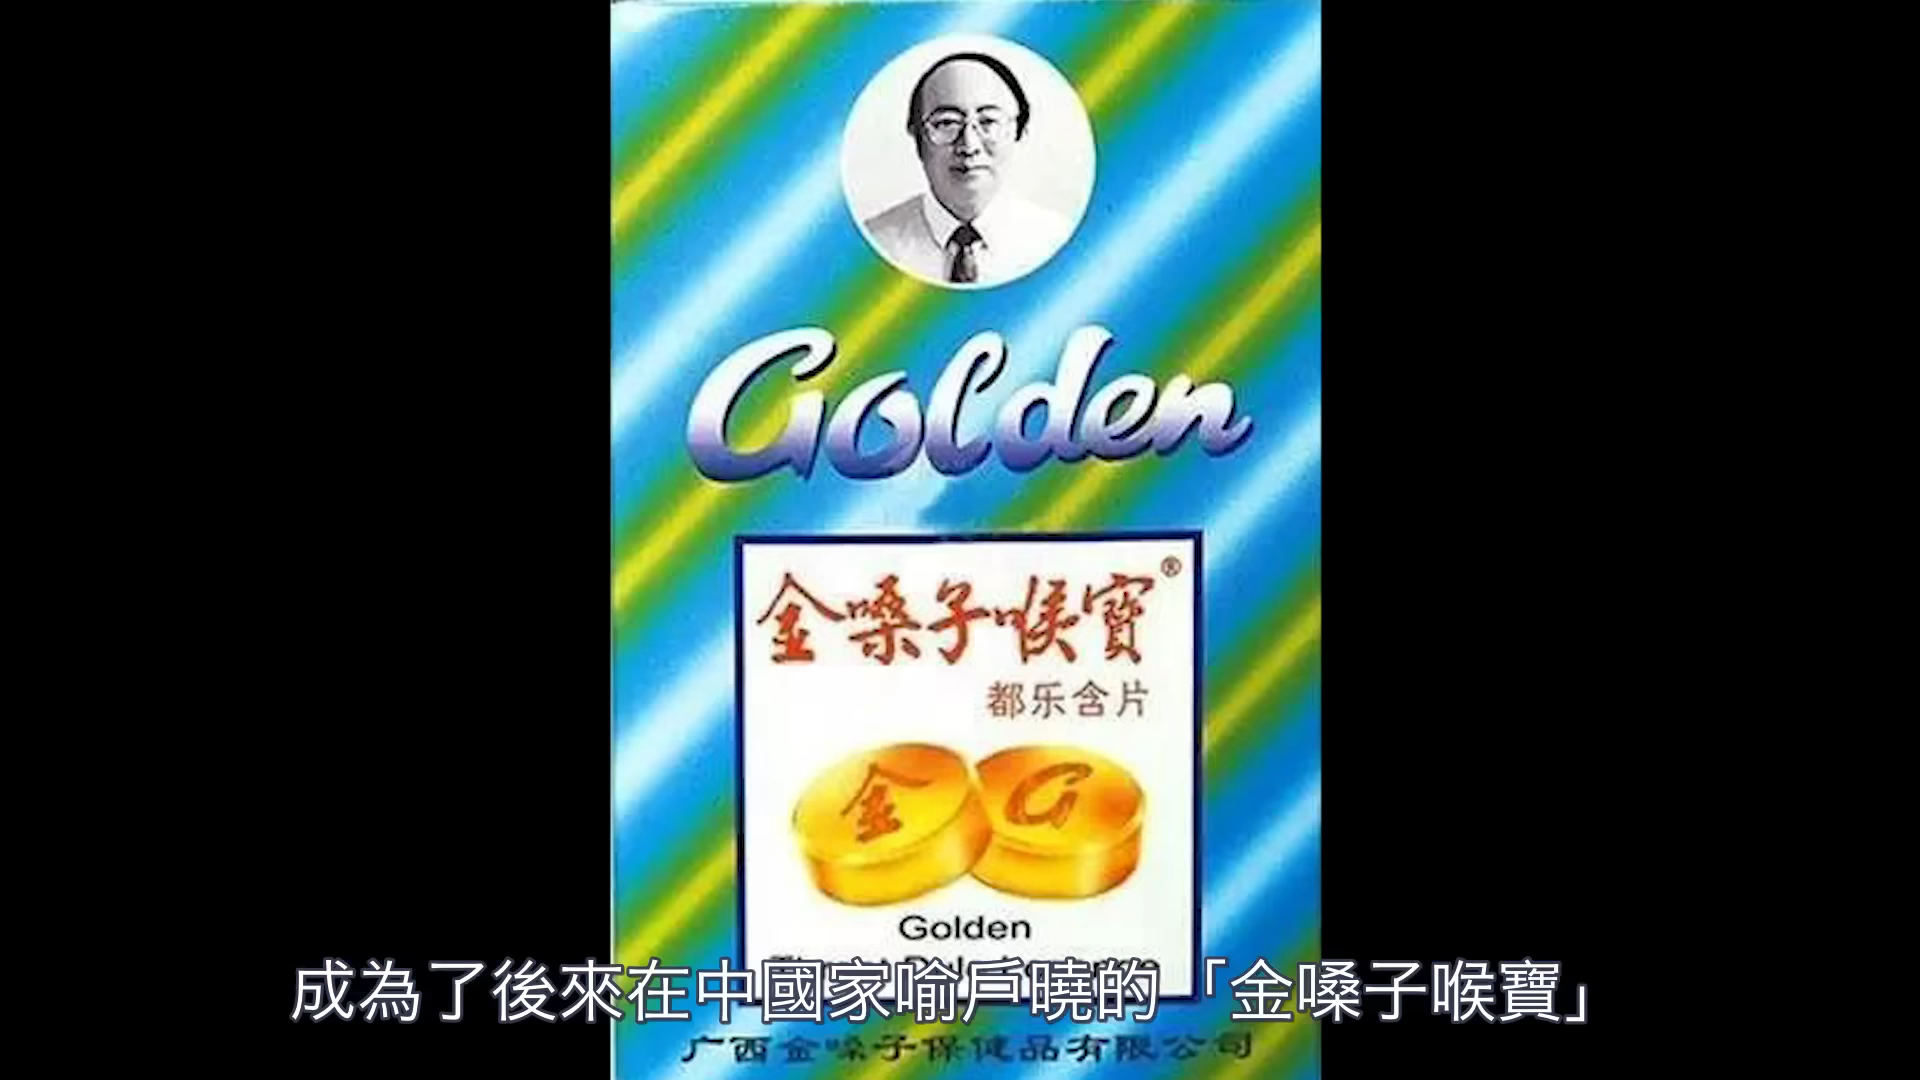 Golden
金嗓子喉寶®
都乐含片
金 G
Golden
成為了後來在中國家喻戶曉的「金嗓子喉寶」
广西金嗓子保健品有限公司